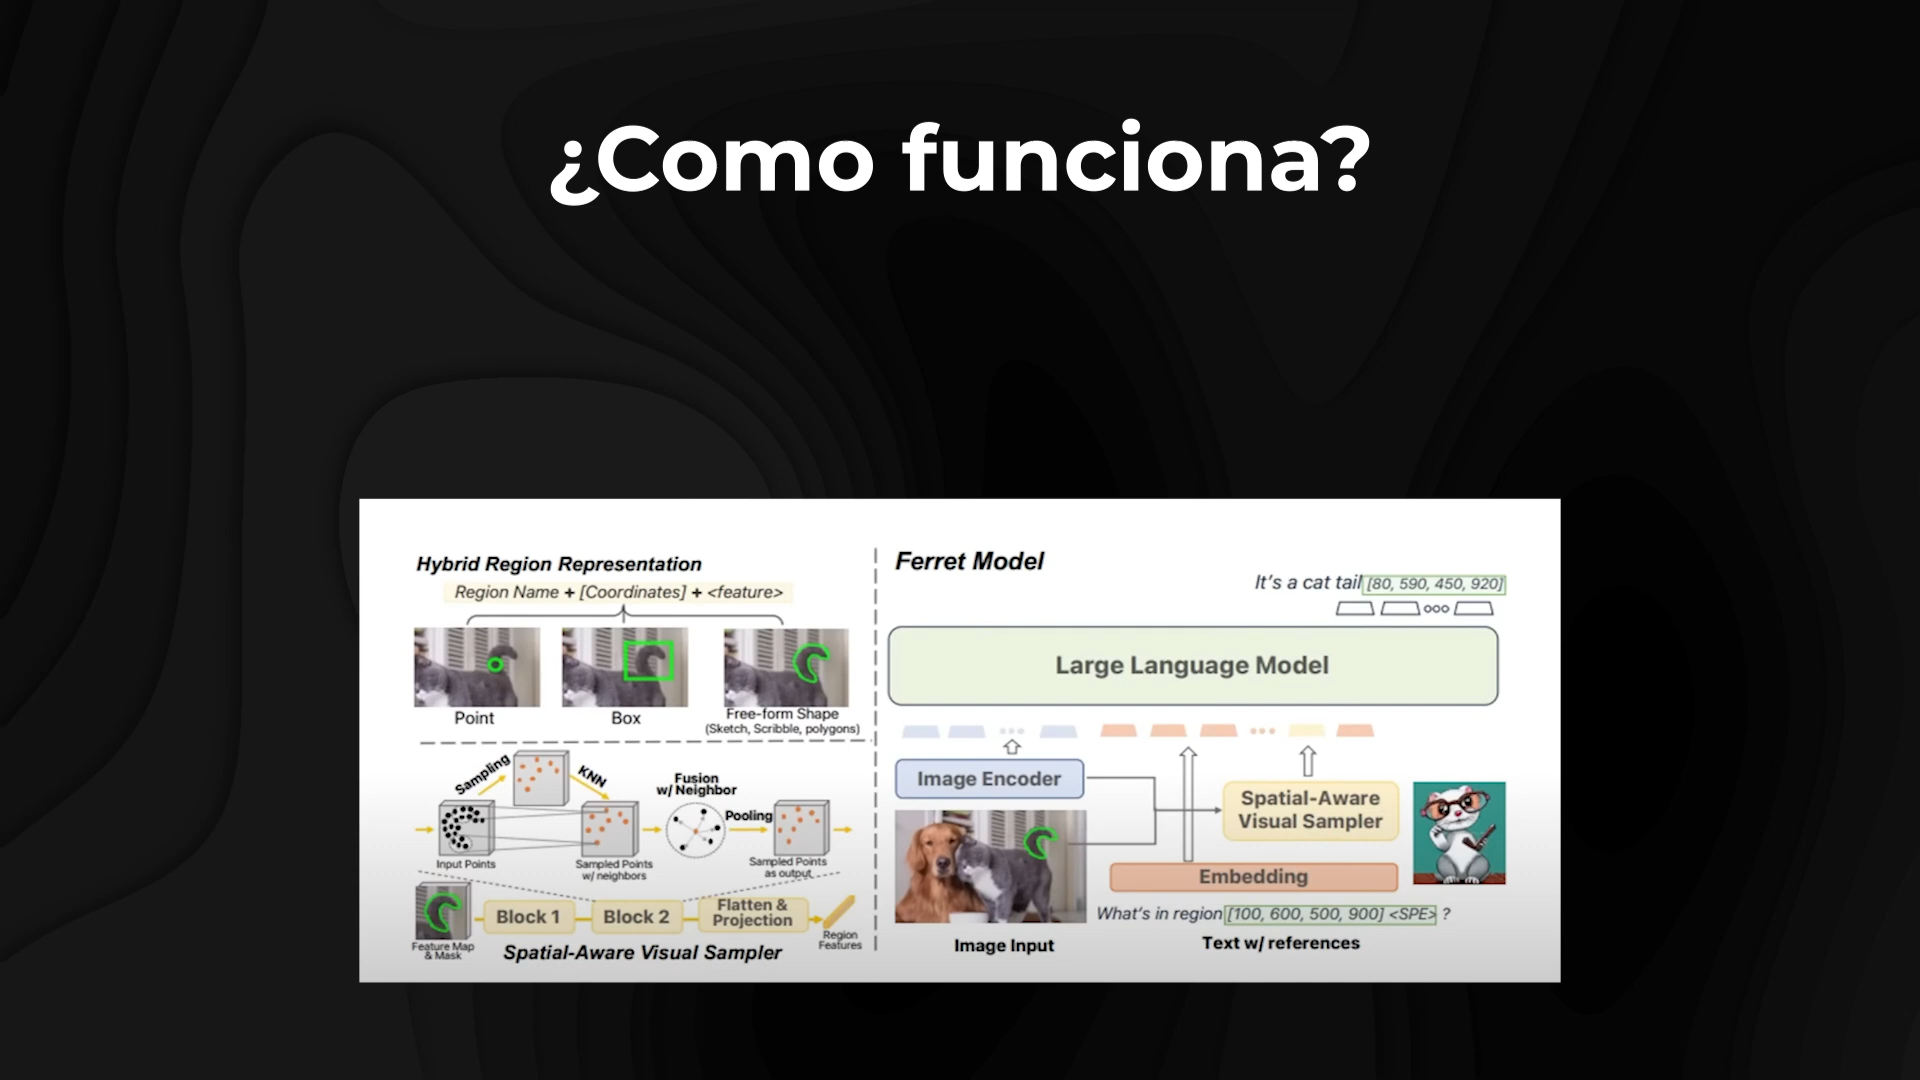 ¿Como funciona?
Hybrid Region Representation
Region Name + [Coordinates] + <feature>
Point
Box
Free-form Shape
(Sketch, Scribble, polygons)
Sampling
KNN
Fusion
w/ Neighbor
Pooling
Input Points
Sampled Points
w/ neighbors
Sampled Points
as output
Feature Map
& Mask
Block 1
Block 2
Flatten &
Projection
Region
Features
Spatial-Aware Visual Sampler
Ferret Model
It's a cat tail [80, 590, 450, 920]
Large Language Model
Image Encoder
Spatial-Aware
Visual Sampler
Embedding
What's in region [100, 600, 500, 900] <SPE> ?
Image Input
Text w/ references